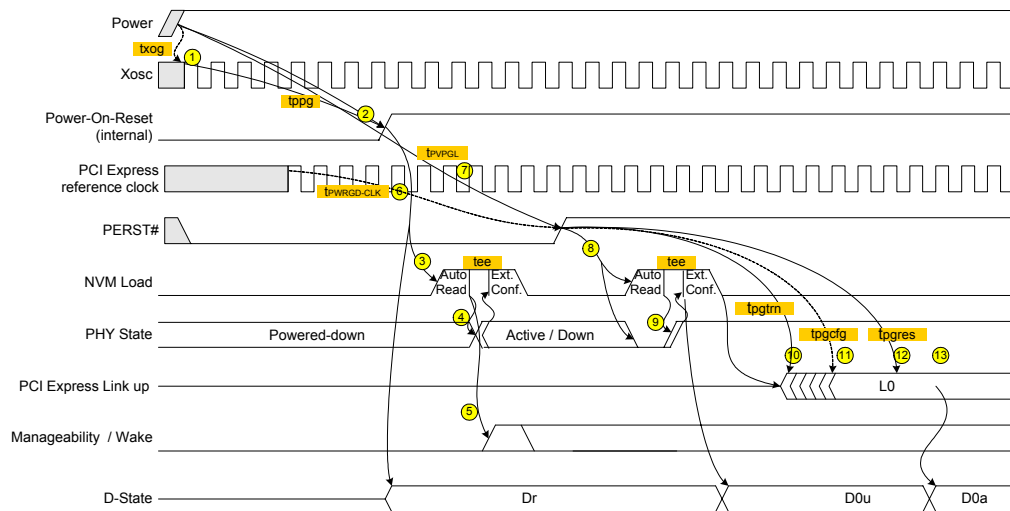 Power
txog
1
Xosc
tppg
2
Power-On-Reset
(internal)
tPVPGL
7
PCI Express
reference clock
tPWRGD-CLK
6
PERST#
8
3
tee
tee
NVM Load
Auto
Read
Ext.
Conf.
Auto
Read
Ext.
Conf.
tpgtrn
4
9
PHY State
Powered-down
Active / Down
tpgcfg
tpgres
10
11
12
13
PCI Express Link up
L0
5
Manageability / Wake
D-State
Dr
D0u
D0a